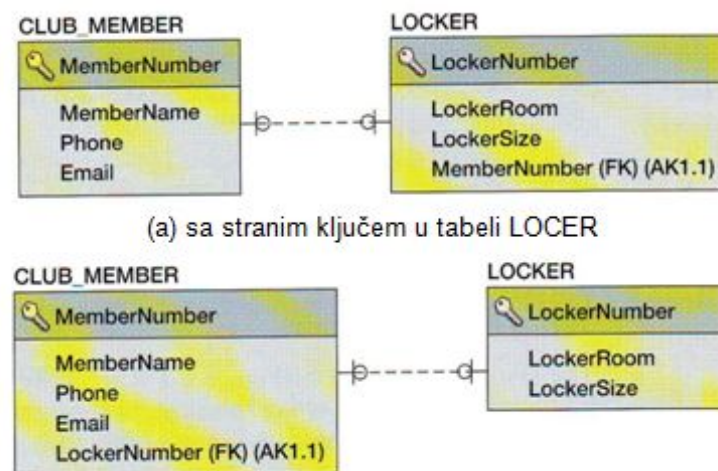 CLUB_MEMBER
MemberNumber
MemberName
Phone
Email
LOCKER
LockerNumber
LockerRoom
LockerSize
MemberNumber (FK) (AK1.1)
(a) sa stranim ključem u tabeli LOCER
CLUB_MEMBER
MemberNumber
MemberName
Phone
Email
LockerNumber (FK) (AK1.1)
LOCKER
LockerNumber
LockerRoom
LockerSize